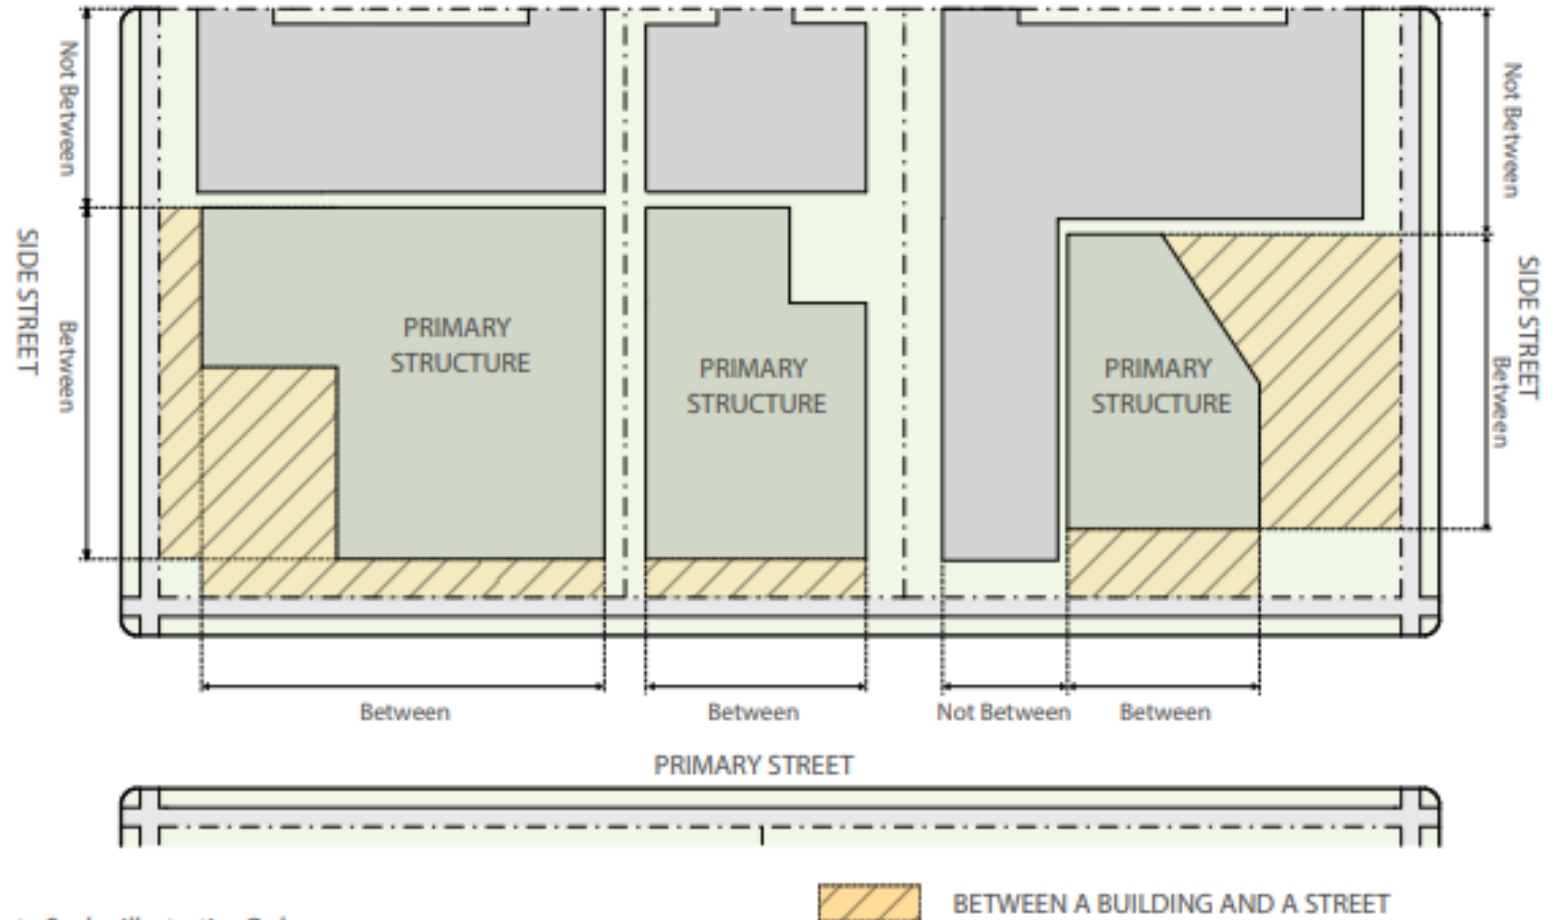 Not Between
Not Between
SIDE STREET
Between
PRIMARY
STRUCTURE
PRIMARY
STRUCTURE
PRIMARY
STRUCTURE
SIDE STREET
Between
Between
Between
Not Between
Between
PRIMARY STREET
BETWEEN A BUILDING AND A STREET